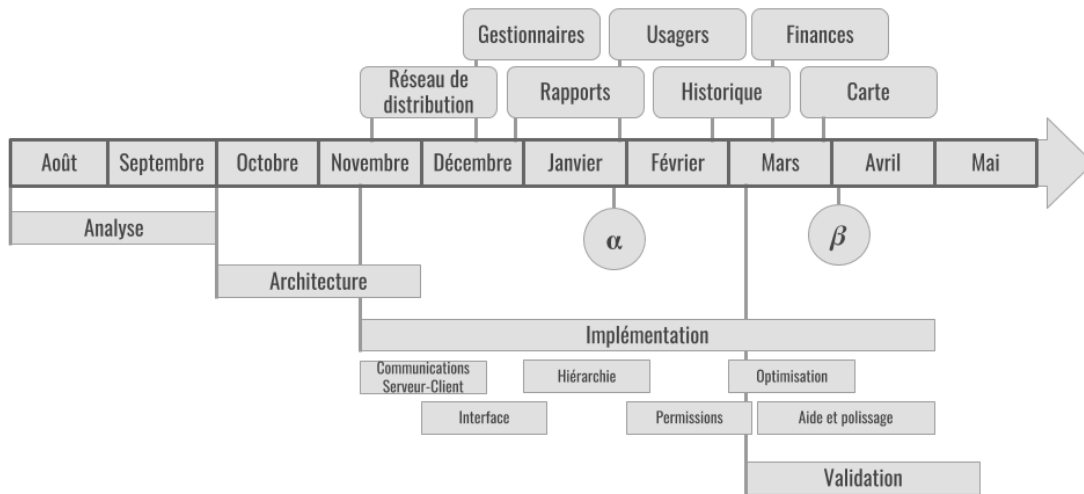 Gestionnaires
Usagers
Finances
Réseau de
distribution
Rapports
Historique
Carte
Août
Septembre
Octobre
Novembre
Décembre
Janvier
Février
Mars
Avril
Mai
Analyse
α
β
Architecture
Implémentation
Communications
Serveur-Client
Hiérarchie
Optimisation
Interface
Permissions
Aide et polissage
Validation